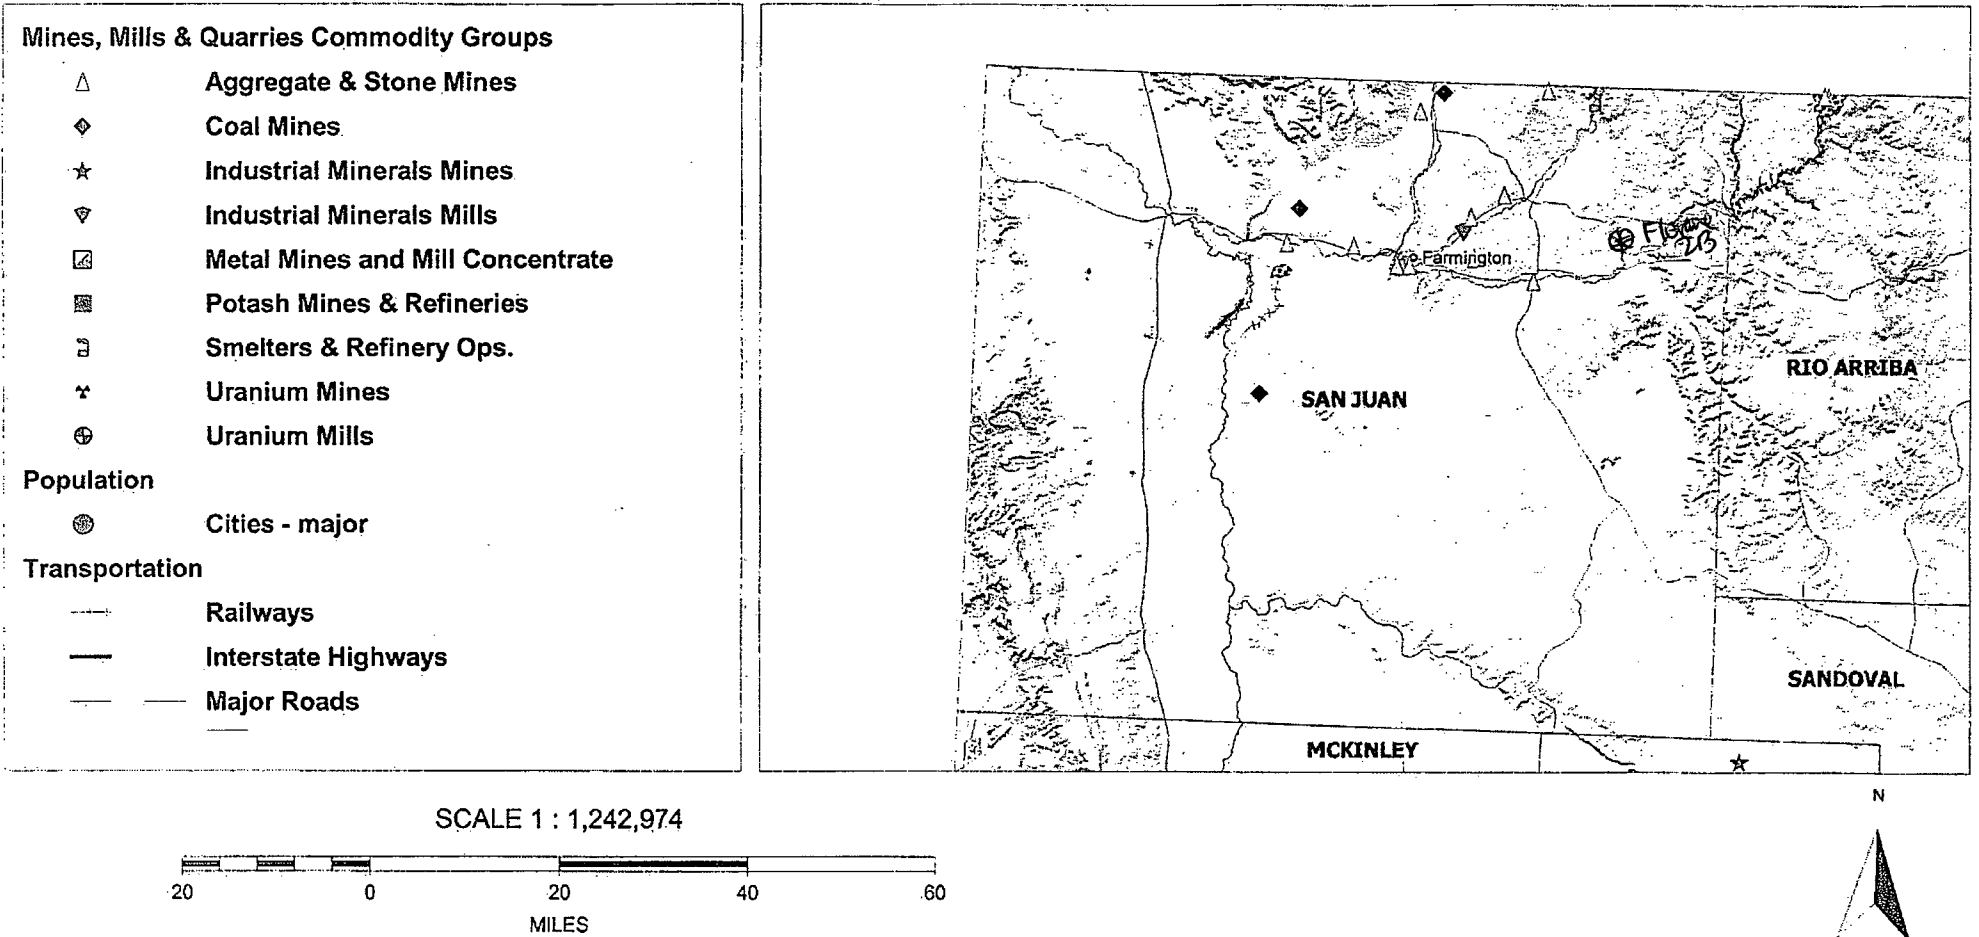 Mines, Mills & Quarries Commodity Groups
Aggregate & Stone Mines
Coal Mines
Industrial Minerals Mines
Industrial Minerals Mills
Metal Mines and Mill Concentrate
Potash Mines & Refineries
Smelters & Refinery Ops.
Uranium Mines
Uranium Mills
Population
Cities - major
Transportation
Railways
Interstate Highways
Major Roads
Farmington
2B
RIO ARRIBA
SAN JUAN
SANDOVAL
MCKINLEY
SCALE 1 : 1,242,974
20 0 20 40 60
MILES
N